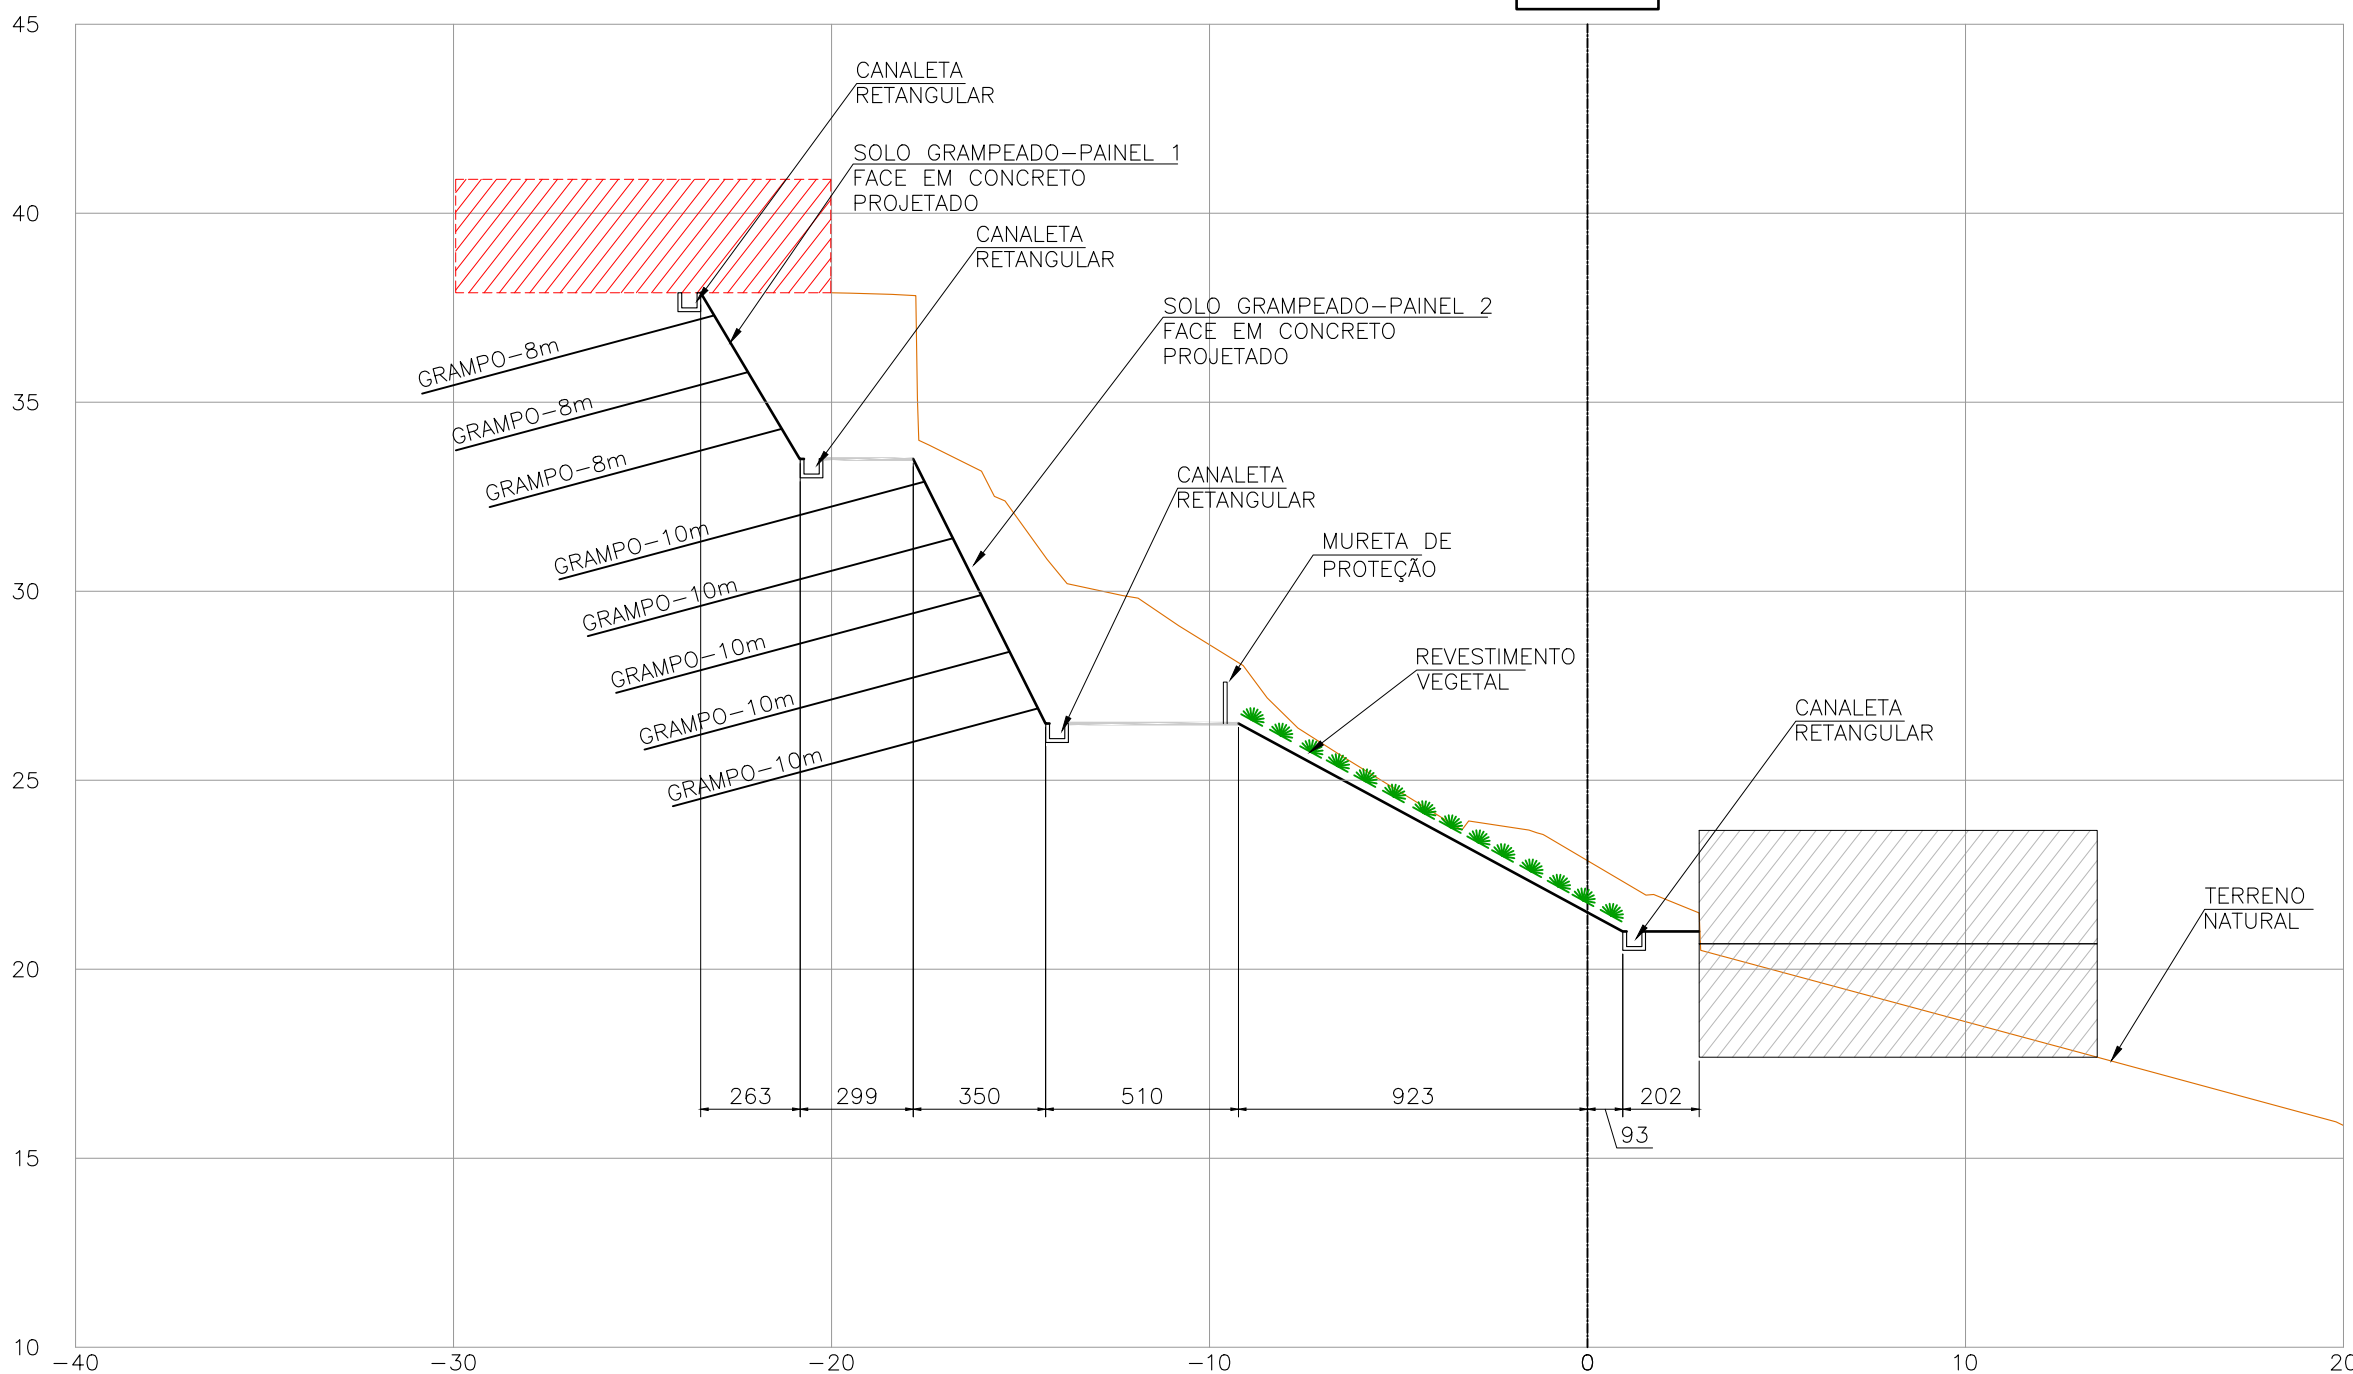 45
CANALETA
RETANGULAR
SOLO GRAMPEADO-PAINEL 1
FACE EM CONCRETO
PROJETADO
40
CANALETA
RETANGULAR
SOLO GRAMPEADO-PAINEL 2
FACE EM CONCRETO
PROJETADO
GRAMPO-8m
35
GRAMPO-8m
GRAMPO-8m
CANALETA
RETANGULAR
GRAMPO-10m
MURETA DE
PROTEÇÃO
30
GRAMPO-10m
GRAMPO-10m
REVESTIMENTO
VEGETAL
GRAMPO-10m
CANALETA
RETANGULAR
25
GRAMPO-10m
TERRENO
NATURAL
20
263
299
350
510
923
202
93
15
10
-40
-30
-20
-10
0
10
20